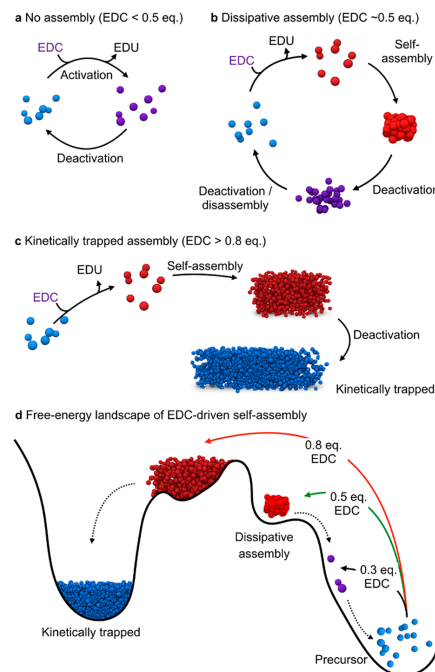 a No assembly (EDC < 0.5 eq.)
EDC
EDU
Activation
Deactivation
b Dissipative assembly (EDC ~0.5 eq.)
EDU
EDC
Self-
assembly
Deactivation
Deactivation /
disassembly
c Kinetically trapped assembly (EDC > 0.8 eq.)
EDU
Self-assembly
EDC
Deactivation
Kinetically trapped
d Free-energy landscape of EDC-driven self-assembly
0.8 eq.
EDC
0.5 eq.
EDC
Dissipative
assembly
0.3 eq.
EDC
Kinetically trapped
Precursor